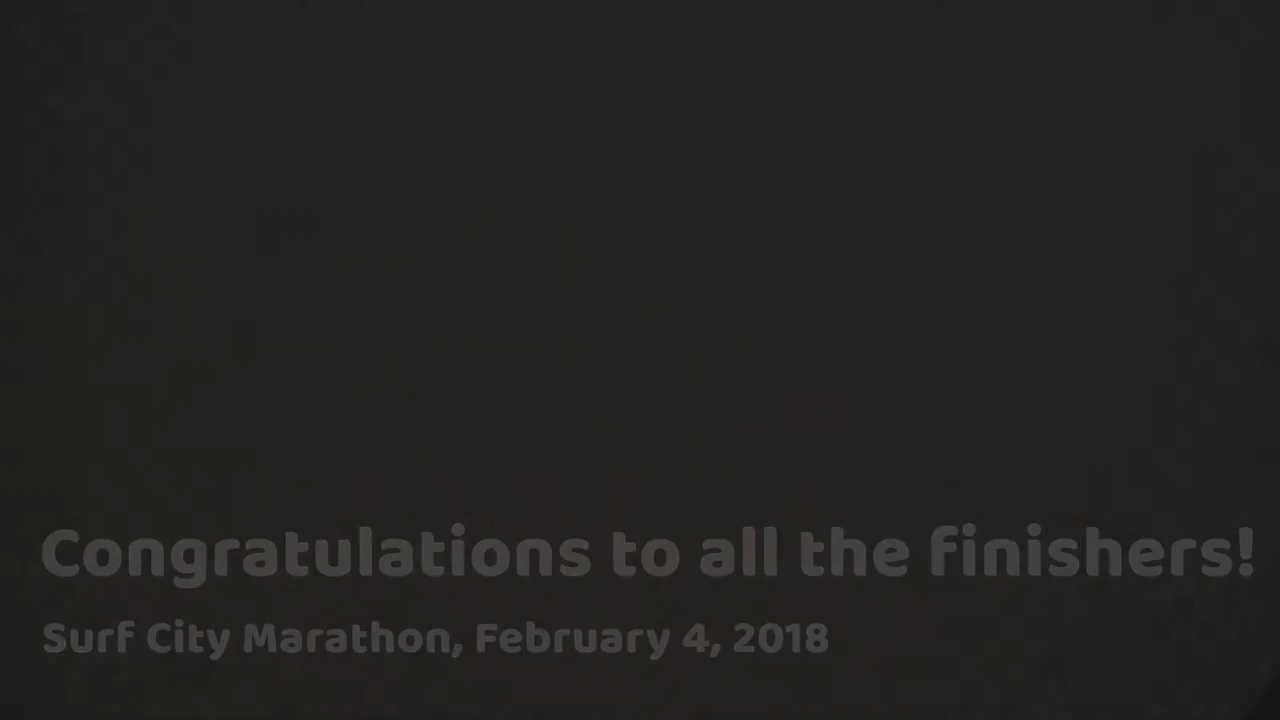 Congratulations to all the finishers!
Surf City Marathon, February 4, 2018